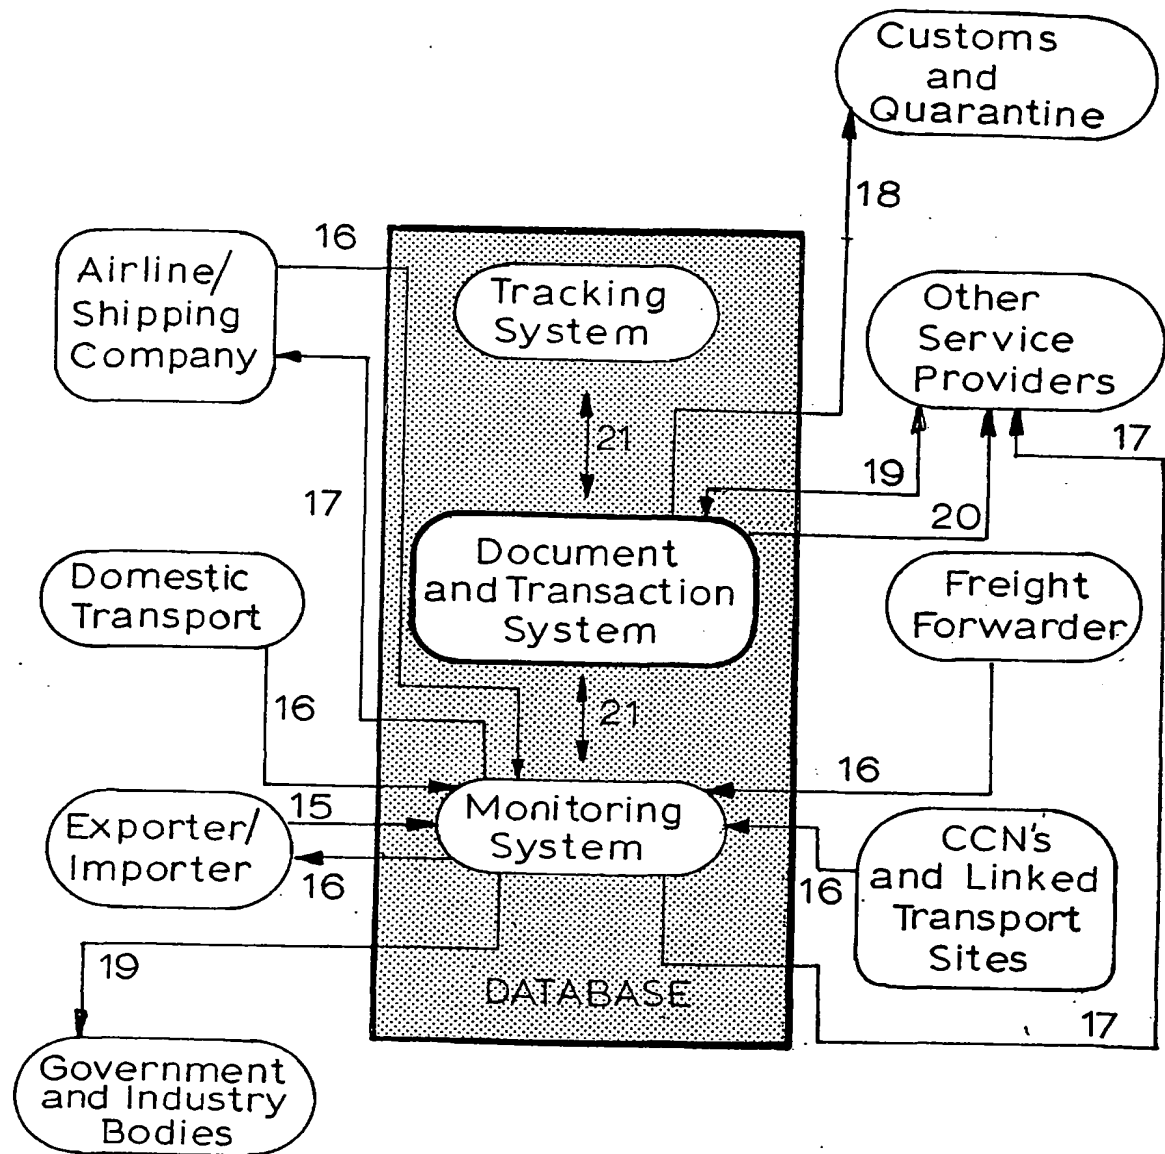 Customs
and
Quarantine
18
16
Airline/
Shipping
Company
Tracking
System
Other
Service
Providers
21
17
19
17
20
Document
and Transaction
System
Domestic
Transport
Freight
Forwarder
16
21
16
Exporter/
Importer
15
16
Monitoring
System
CCN's
and Linked
Transport
Sites
16
19
DATABASE
17
Government
and Industry
Bodies